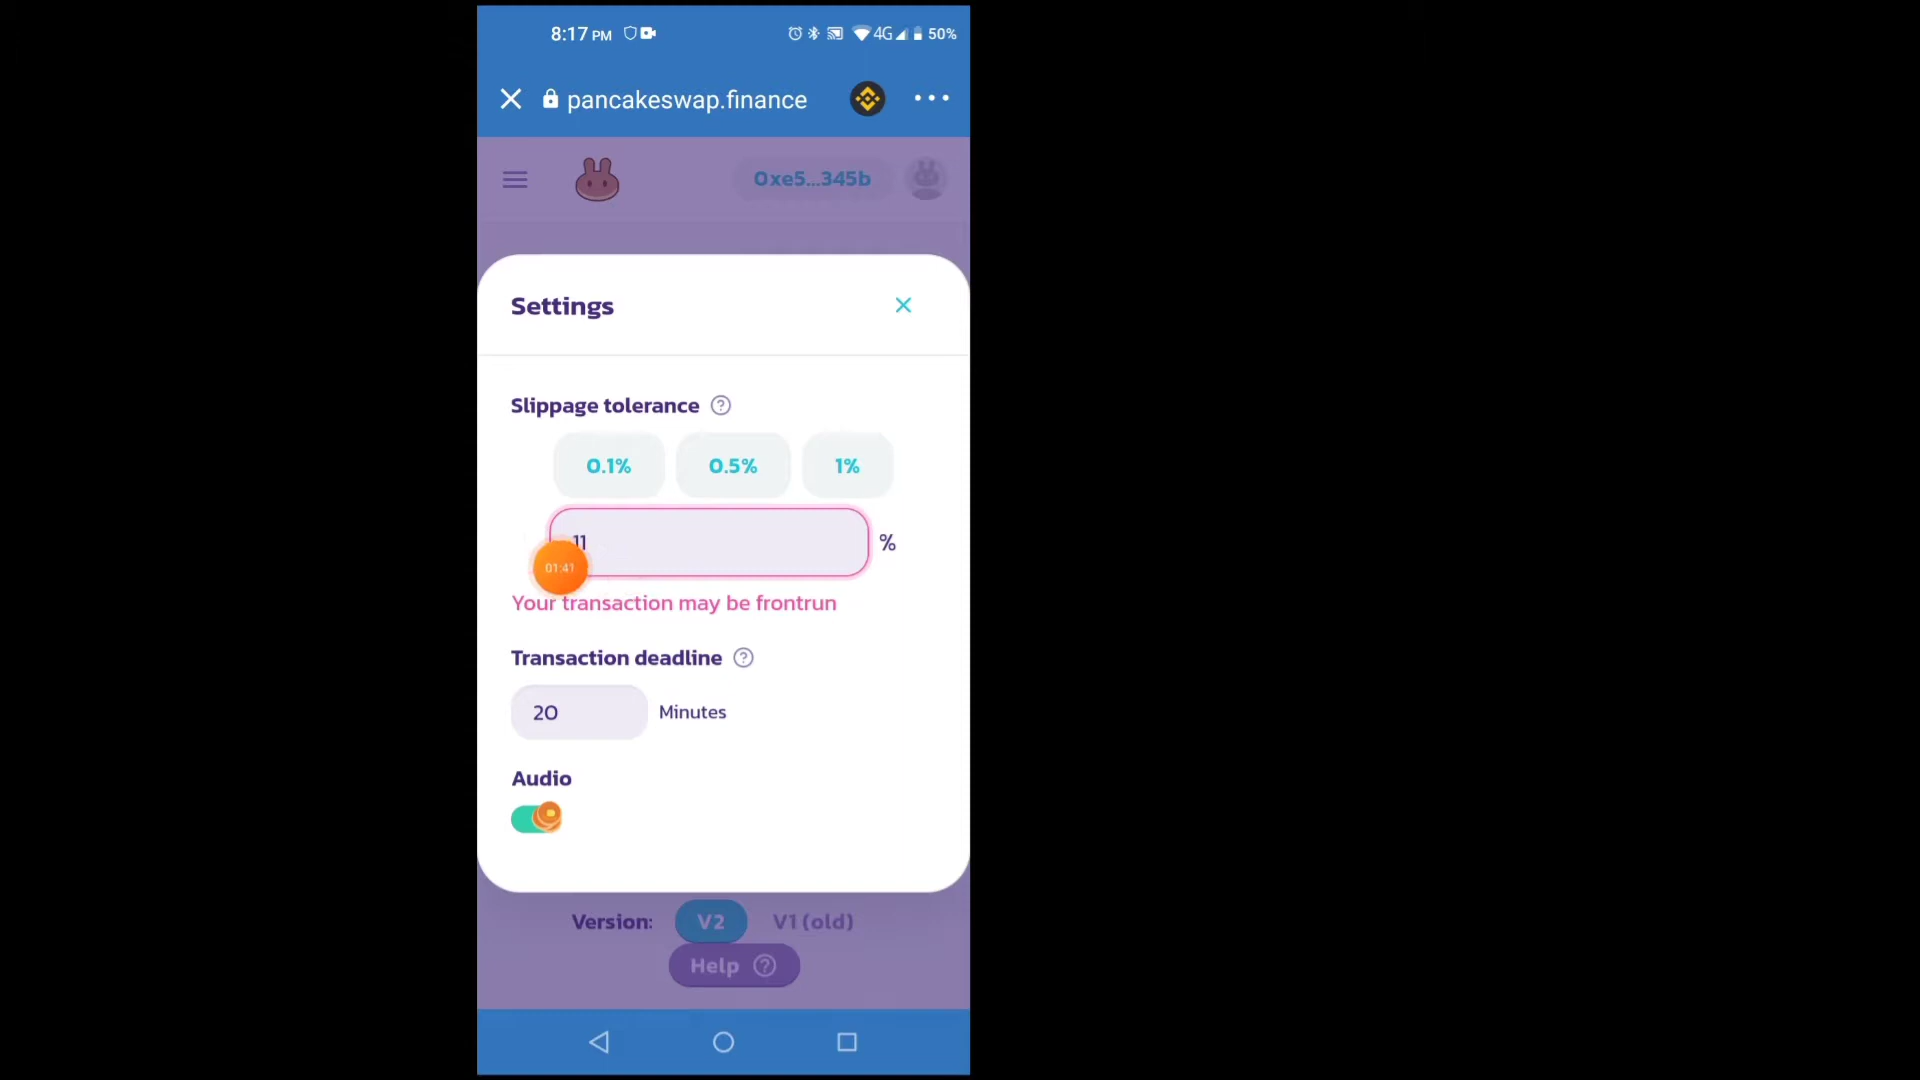 8:17 PM 4G 50%
pancakeswap.finance
0xe5...345b
Settings
Slippage tolerance ?
0.1% 0.5% 1%
11 %
01:41
Your transaction may be frontrun
Transaction deadline ?
20 Minutes
Audio
Version: V2 V1 (old)
Help ?